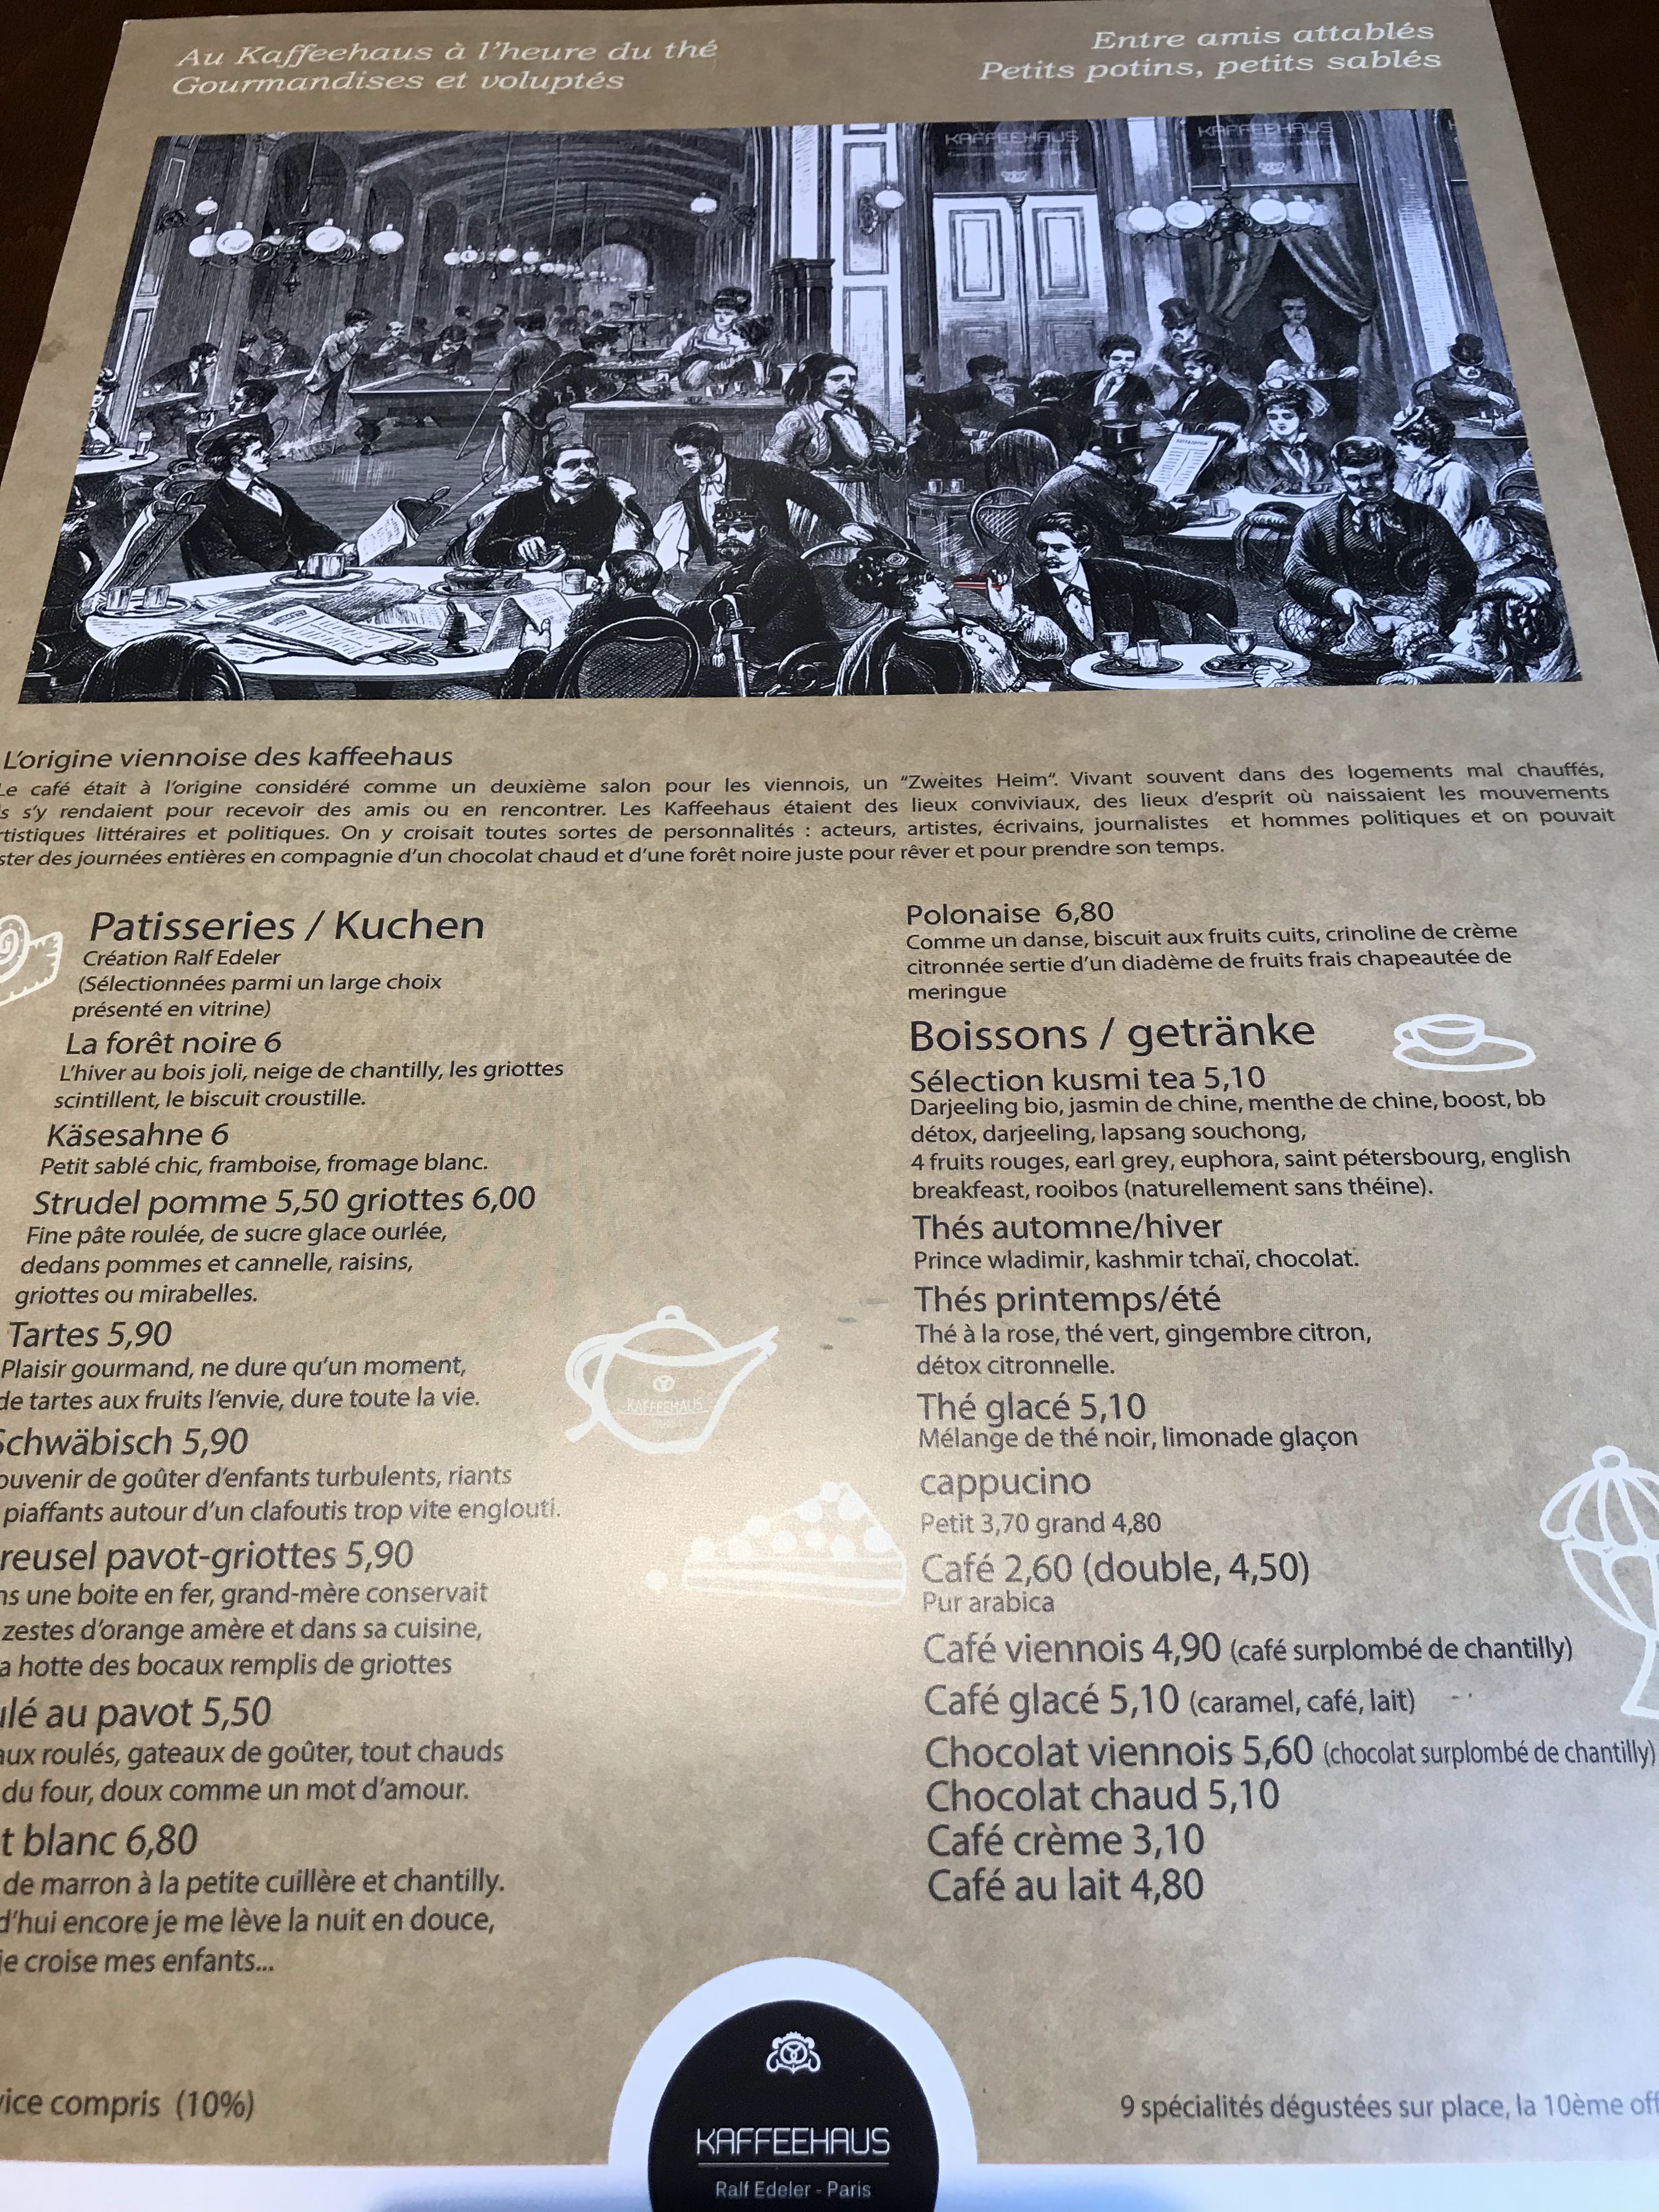 Au Kaffeehaus à l'heure du thé
Gourmandises et voluptés
Entre amis attablés
Petits potins, petits sablés
KAFFEEHAUS
KAFFEEHAUS
L'origine viennoise des kaffeehaus
Le café était à l'origine considéré comme un deuxième salon pour les viennois, un "Zweites Heim". Vivant souvent dans des logements mal chauffés,
s s'y rendaient pour recevoir des amis ou en rencontrer. Les Kaffeehaus étaient des lieux conviviaux, des lieux d'esprit où naissaient les mouvements
rtistiques littéraires et politiques. On y croisait toutes sortes de personnalités : acteurs, artistes, écrivains, journalistes et hommes politiques et on pouvait
ster des journées entières en compagnie d'un chocolat chaud et d'une forêt noire juste pour rêver et pour prendre son temps.
Patisseries / Kuchen
Création Ralf Edeler
(Sélectionnées parmi un large choix
présenté en vitrine)
La forêt noire 6
L'hiver au bois joli, neige de chantilly, les griottes
scintillent, le biscuit croustille.
Käsesahne 6
Petit sablé chic, framboise, fromage blanc.
Strudel pomme 5,50 griottes 6,00
Fine pâte roulée, de sucre glace ourlée,
dedans pommes et cannelle, raisins,
griottes ou mirabelles.
Tartes 5,90
Plaisir gourmand, ne dure qu'un moment,
de tartes aux fruits l'envie, dure toute la vie.
Schwäbisch 5,90
ouvenir de goûter d'enfants turbulents, riants
piaffants autour d'un clafoutis trop vite englouti.
reusel pavot-griottes 5,90
ns une boite en fer, grand-mère conservait
zestes d'orange amère et dans sa cuisine,
a hotte des bocaux remplis de griottes
ulé au pavot 5,50
aux roulés, gateaux de goûter, tout chauds
du four, doux comme un mot d'amour.
t blanc 6,80
de marron à la petite cuillère et chantilly.
d'hui encore je me lève la nuit en douce,
je croise mes enfants...
vice compris (10%)
KAFFEEHAUS
Polonaise 6,80
Comme un danse, biscuit aux fruits cuits, crinoline de crème
citronnée sertie d'un diadème de fruits frais chapeautée de
meringue
Boissons / getränke
Sélection kusmi tea 5,10
Darjeeling bio, jasmin de chine, menthe de chine, boost, bb
détox, darjeeling, lapsang souchong,
4 fruits rouges, earl grey, euphora, saint pétersbourg, english
breakfeast, rooibos (naturellement sans théine).
Thés automne/hiver
Prince wladimir, kashmir tchaï, chocolat.
Thés printemps/été
Thé à la rose, thé vert, gingembre citron,
détox citronnelle.
Thé glacé 5,10
Mélange de thé noir, limonade glaçon
cappucino
Petit 3,70 grand 4,80
Café 2,60 (double, 4,50)
Pur arabica
Café viennois 4,90 (café surplombé de chantilly)
Café glacé 5,10 (caramel, café, lait)
Chocolat viennois 5,60 (chocolat surplombé de chantilly)
Chocolat chaud 5,10
Café crème 3,10
Café au lait 4,80
9 spécialités dégustées sur place, la 10ème off
KAFFEEHAUS
Ralf Edeler - Paris